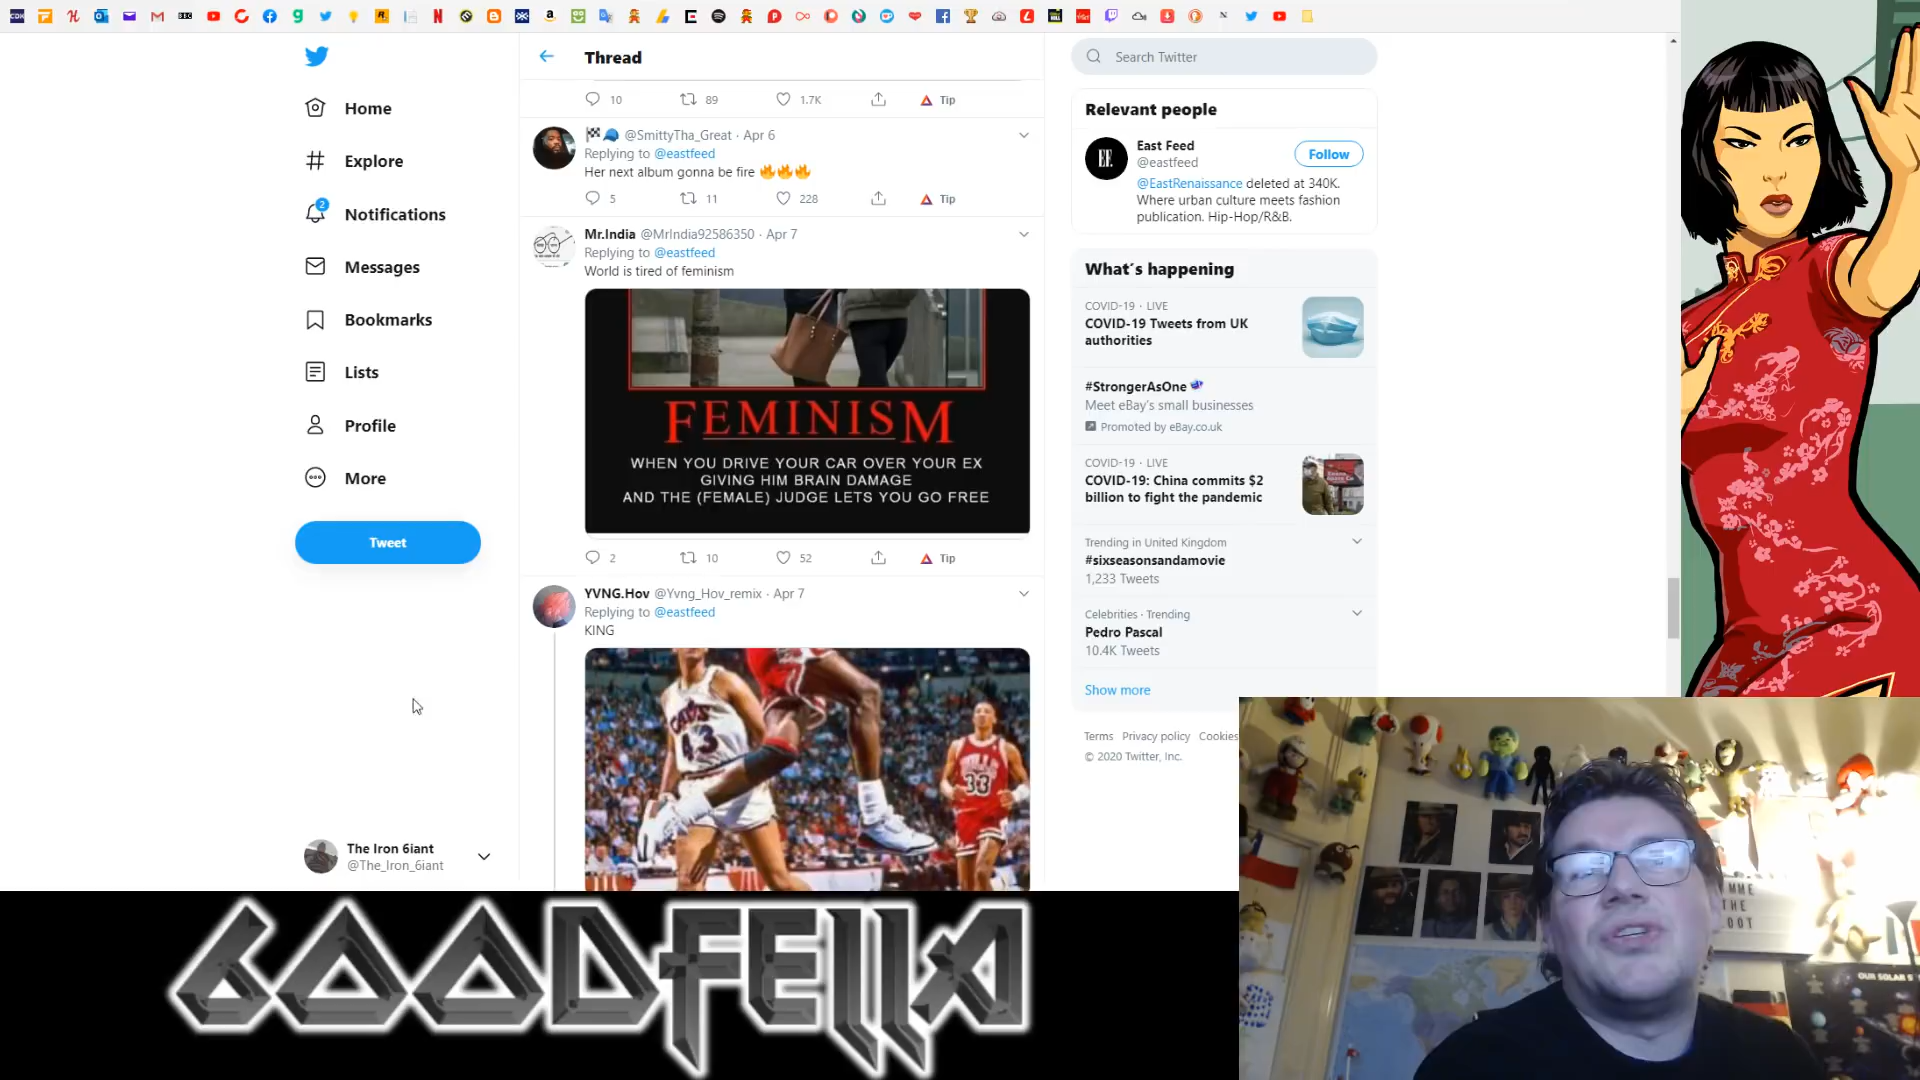 Thread
Search Twitter
Home
Explore
2
Notifications
Messages
Bookmarks
Lists
Profile
More
Tweet
The Iron 6iant
@The_Iron_6iant
10 89 1.7K Tip
@SmittyTha_Great · Apr 6
Replying to @eastfeed
Her next album gonna be fire
5 11 228 Tip
Mr.India @MrIndia92586350 · Apr 7
Replying to @eastfeed
World is tired of feminism
FEMINISM
WHEN YOU DRIVE YOUR CAR OVER YOUR EX
GIVING HIM BRAIN DAMAGE
AND THE (FEMALE) JUDGE LETS YOU GO FREE
2 10 52 Tip
YVNG.Hov @Yvng_Hov_remix · Apr 7
Replying to @eastfeed
KING
CAVS
43
33
Relevant people
EF.
East Feed
@eastfeed
Follow
@EastRenaissance deleted at 340K.
Where urban culture meets fashion
publication. Hip-Hop/R&B.
What's happening
COVID-19 · LIVE
COVID-19 Tweets from UK
authorities
#StrongerAsOne
Meet eBay's small businesses
Promoted by eBay.co.uk
COVID-19 · LIVE
COVID-19: China commits $2
billion to fight the pandemic
Trending in United Kingdom
#sixseasonsandamovie
1,233 Tweets
Celebrities · Trending
Pedro Pascal
10.4K Tweets
Show more
Terms Privacy policy Cookies
© 2020 Twitter, Inc.
GOODFELLA
THE
OUR SOLAR